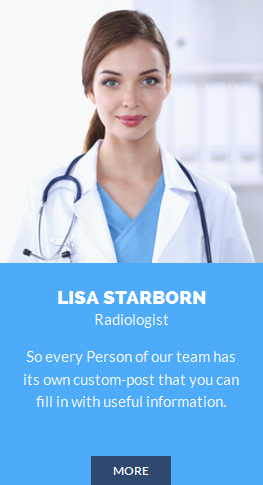 LISA STARBORN
Radiologist
So every Person of our team has
its own custom-post that you can
fill in with useful information.
MORE